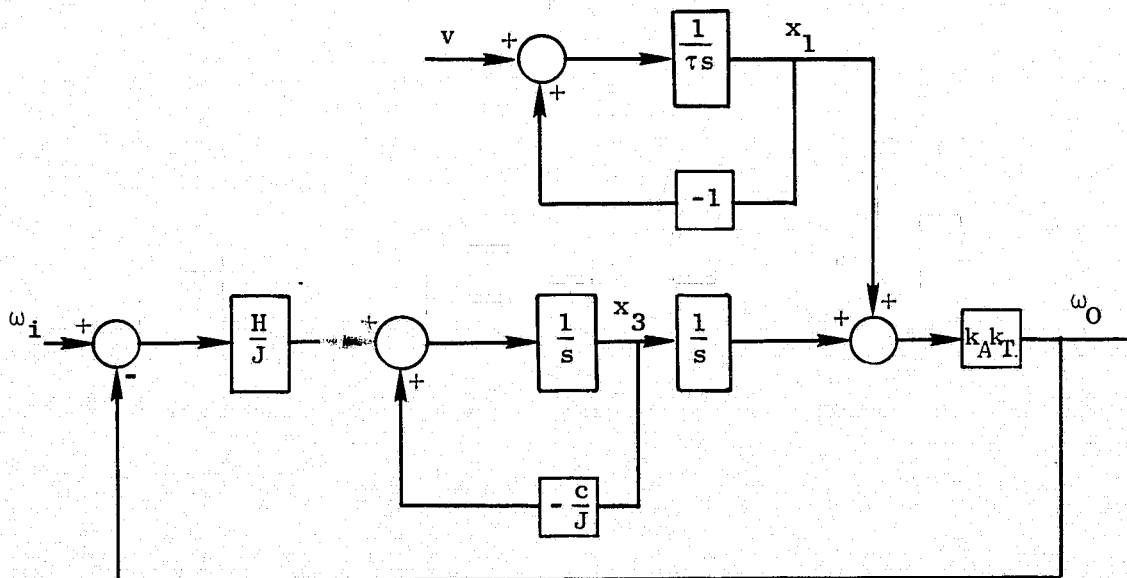 v
+
+
1
τs
x1
-1
ωi
+
-
H
J
+
+
1
s
x3
1
s
+
+
kAkT.
ωO
- c
J